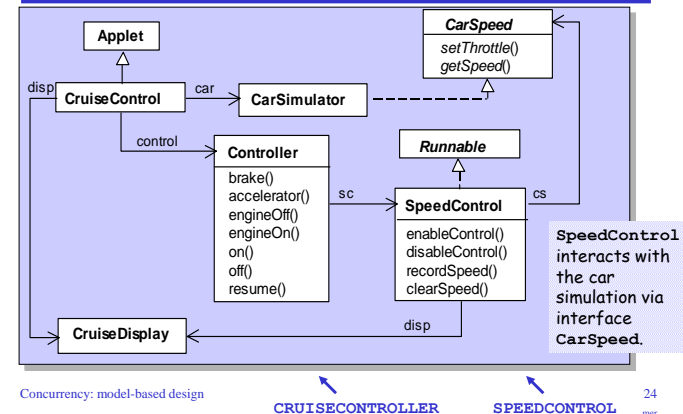 Applet
CarSpeed
setThrottle()
getSpeed()
disp
CruiseControl
car
CarSimulator
control
Controller
brake()
accelerator()
engineOff()
engineOn()
on()
off()
resume()
sc
Runnable
SpeedControl
enableControl()
disableControl()
recordSpeed()
clearSpeed()
cs
SpeedControl
interacts with
the car
simulation via
interface
CarSpeed.
CruiseDisplay
disp
Concurrency: model-based design
CRUISECONTROLLER
SPEEDCONTROL
24